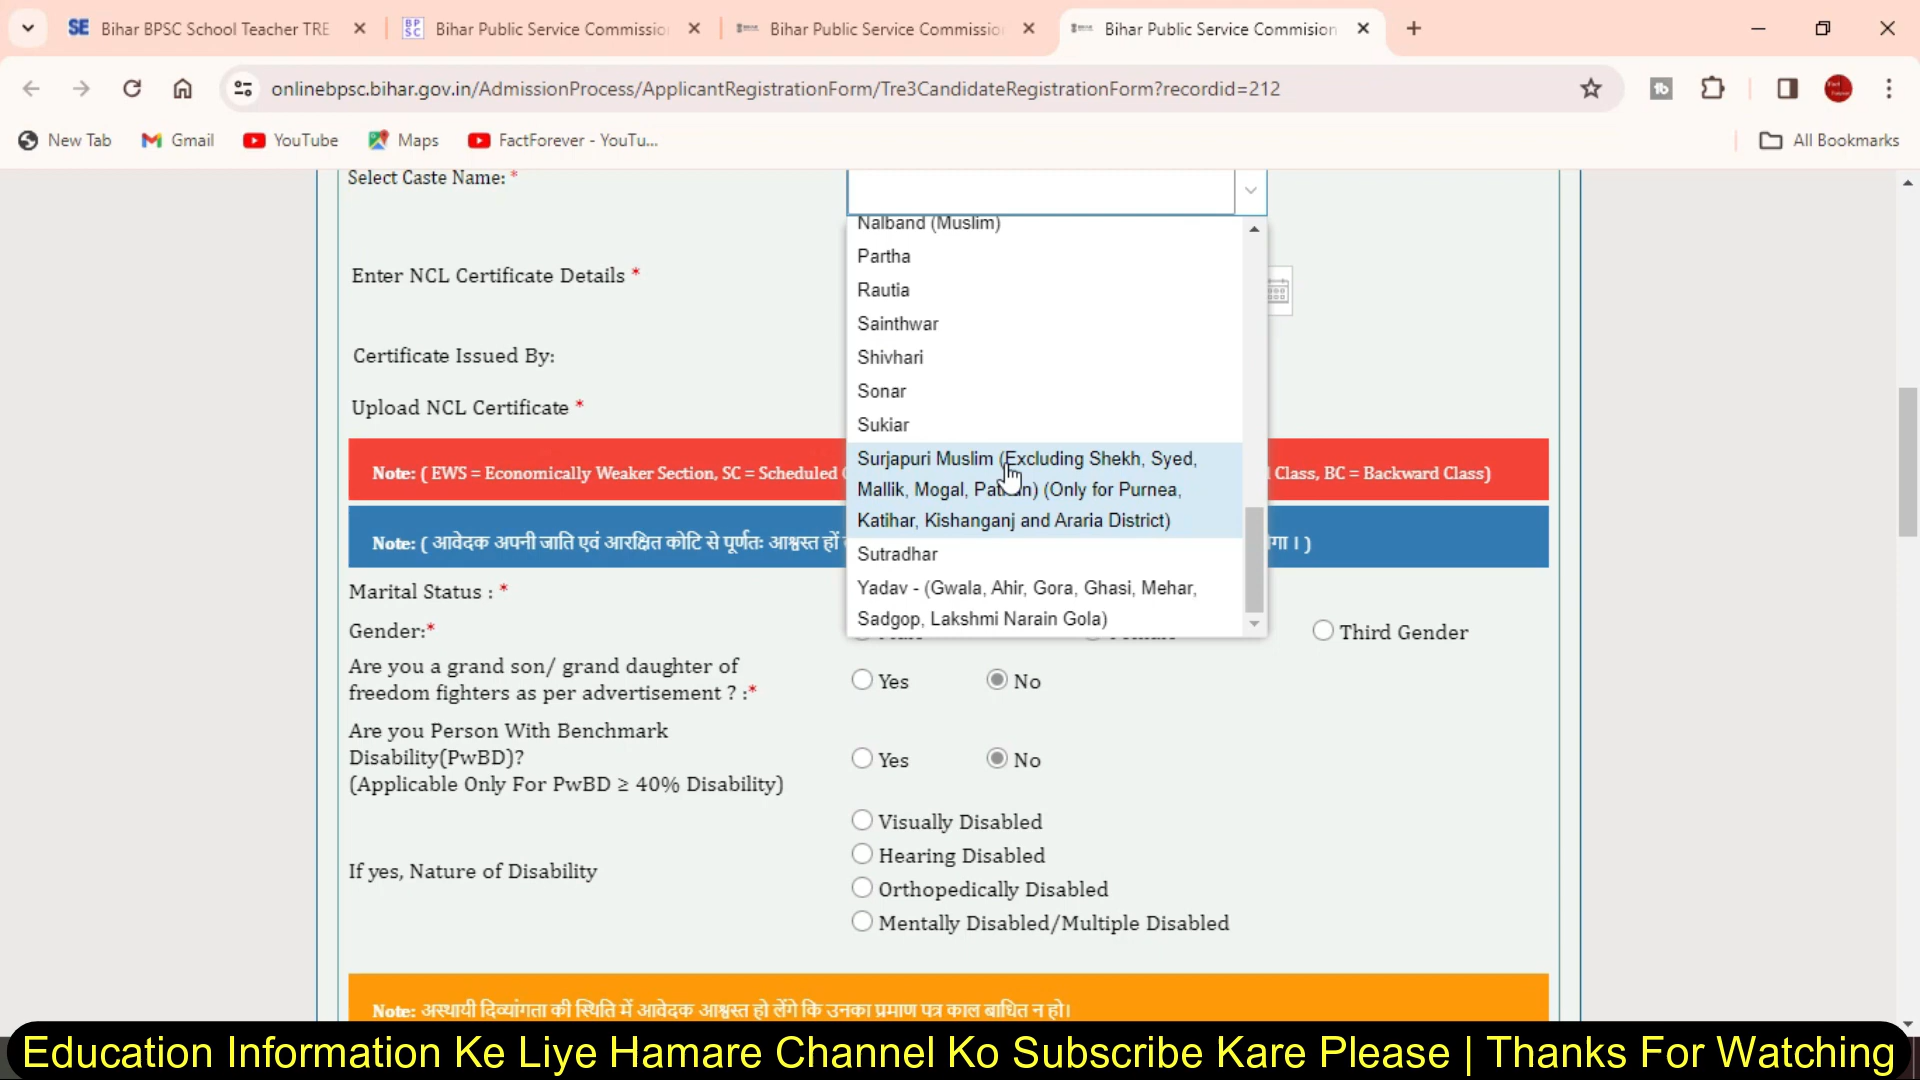 SE Bihar BPSC School Teacher TRE
BPSC Bihar Public Service Commissio
Bihar Public Service Commissio
Bihar Public Service Commision
onlinebpsc.bihar.gov.in/AdmissionProcess/ApplicantRegistrationForm/Tre3CandidateRegistrationForm?recordid=212
New Tab
Gmail
YouTube
Maps
FactForever - YouTu...
All Bookmarks
Select Caste Name: *
Nalband (Muslim)
Partha
Rautia
Sainthwar
Shivhari
Sonar
Sukiar
Surjapuri Muslim (Excluding Shekh, Syed,
Mallik, Mogal, (Only for Purnea,
Katihar, Kishanganj and Araria District)
Sutradhar
Yadav - (Gwala, Ahir, Gora, Ghasi, Mehar,
Sadgop, Lakshmi Narain Gola)
Enter NCL Certificate Details *
Certificate Issued By:
Upload NCL Certificate *
Note: ( EWS = Economically Weaker Section, SC = Scheduled Class, BC = Backward Class)
Note: ( आवेदक अपनी जाति एवं आरक्षित कोटि से पूर्णतः आश्वस्त हों । )
Marital Status : *
Gender:*
Third Gender
Are you a grand son/ grand daughter of
freedom fighters as per advertisement ? :*
Yes No
Are you Person With Benchmark
Disability(PwBD)?
(Applicable Only For PwBD ≥ 40% Disability)
Yes No
If yes, Nature of Disability
Visually Disabled
Hearing Disabled
Orthopedically Disabled
Mentally Disabled/Multiple Disabled
Note: अस्थायी दिव्यांगता की स्थिति में आवेदक आश्वस्त हो लेंगे कि उनका प्रमाण पत्र काल बाधित न हो।
Education Information Ke Liye Hamare Channel Ko Subscribe Kare Please | Thanks For Watching